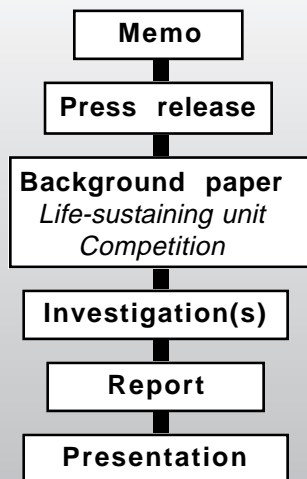 Memo
Press release
Background paper
Life-sustaining unit
Competition
Investigation(s)
Report
Presentation